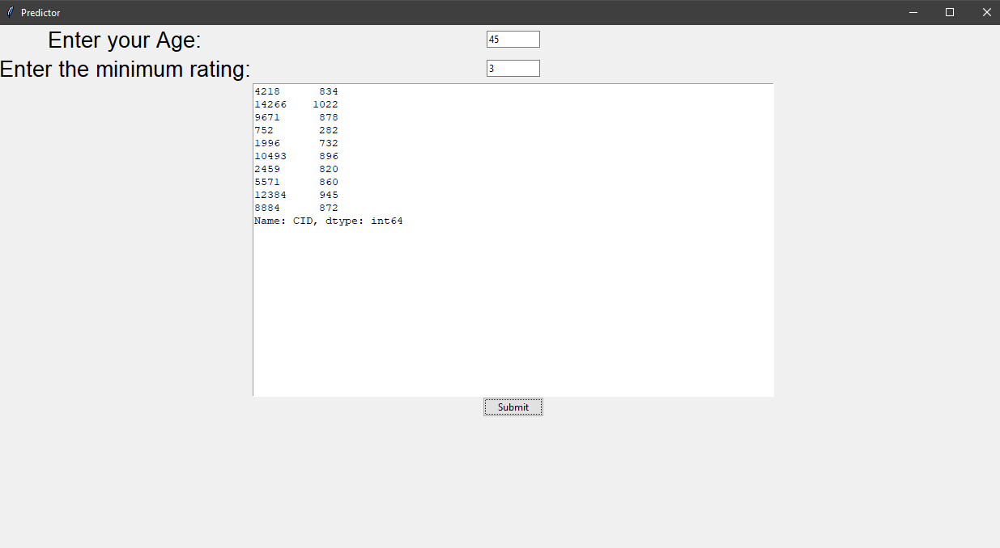 Predictor
Enter your Age: 45
Enter the minimum rating: 3
4218 834
14266 1022
9671 878
752 282
1996 732
10493 896
2459 820
5571 860
12384 945
8884 872
Name: CID, dtype: int64
Submit